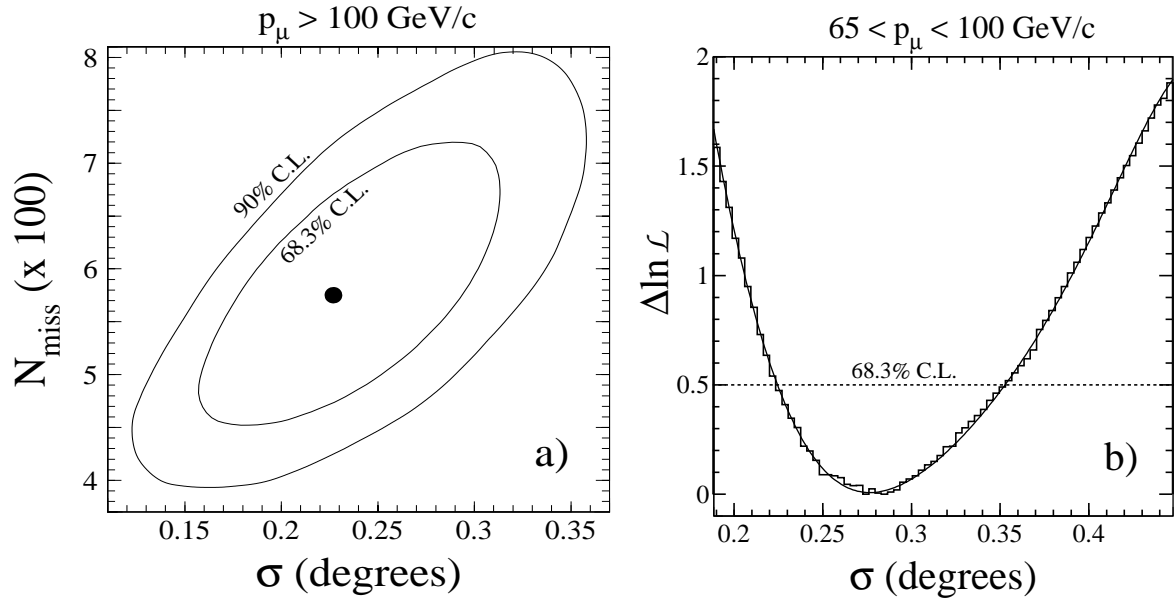 p_μ > 100 GeV/c
N_miss (x 100)
8
7
6
5
4
90% C.L.
68.3% C.L.
a)
0.15 0.2 0.25 0.3 0.35
σ (degrees)
65 < p_μ < 100 GeV/c
Δln ℒ
2
1.5
1
0.5
0
68.3% C.L.
b)
0.2 0.25 0.3 0.35 0.4
σ (degrees)